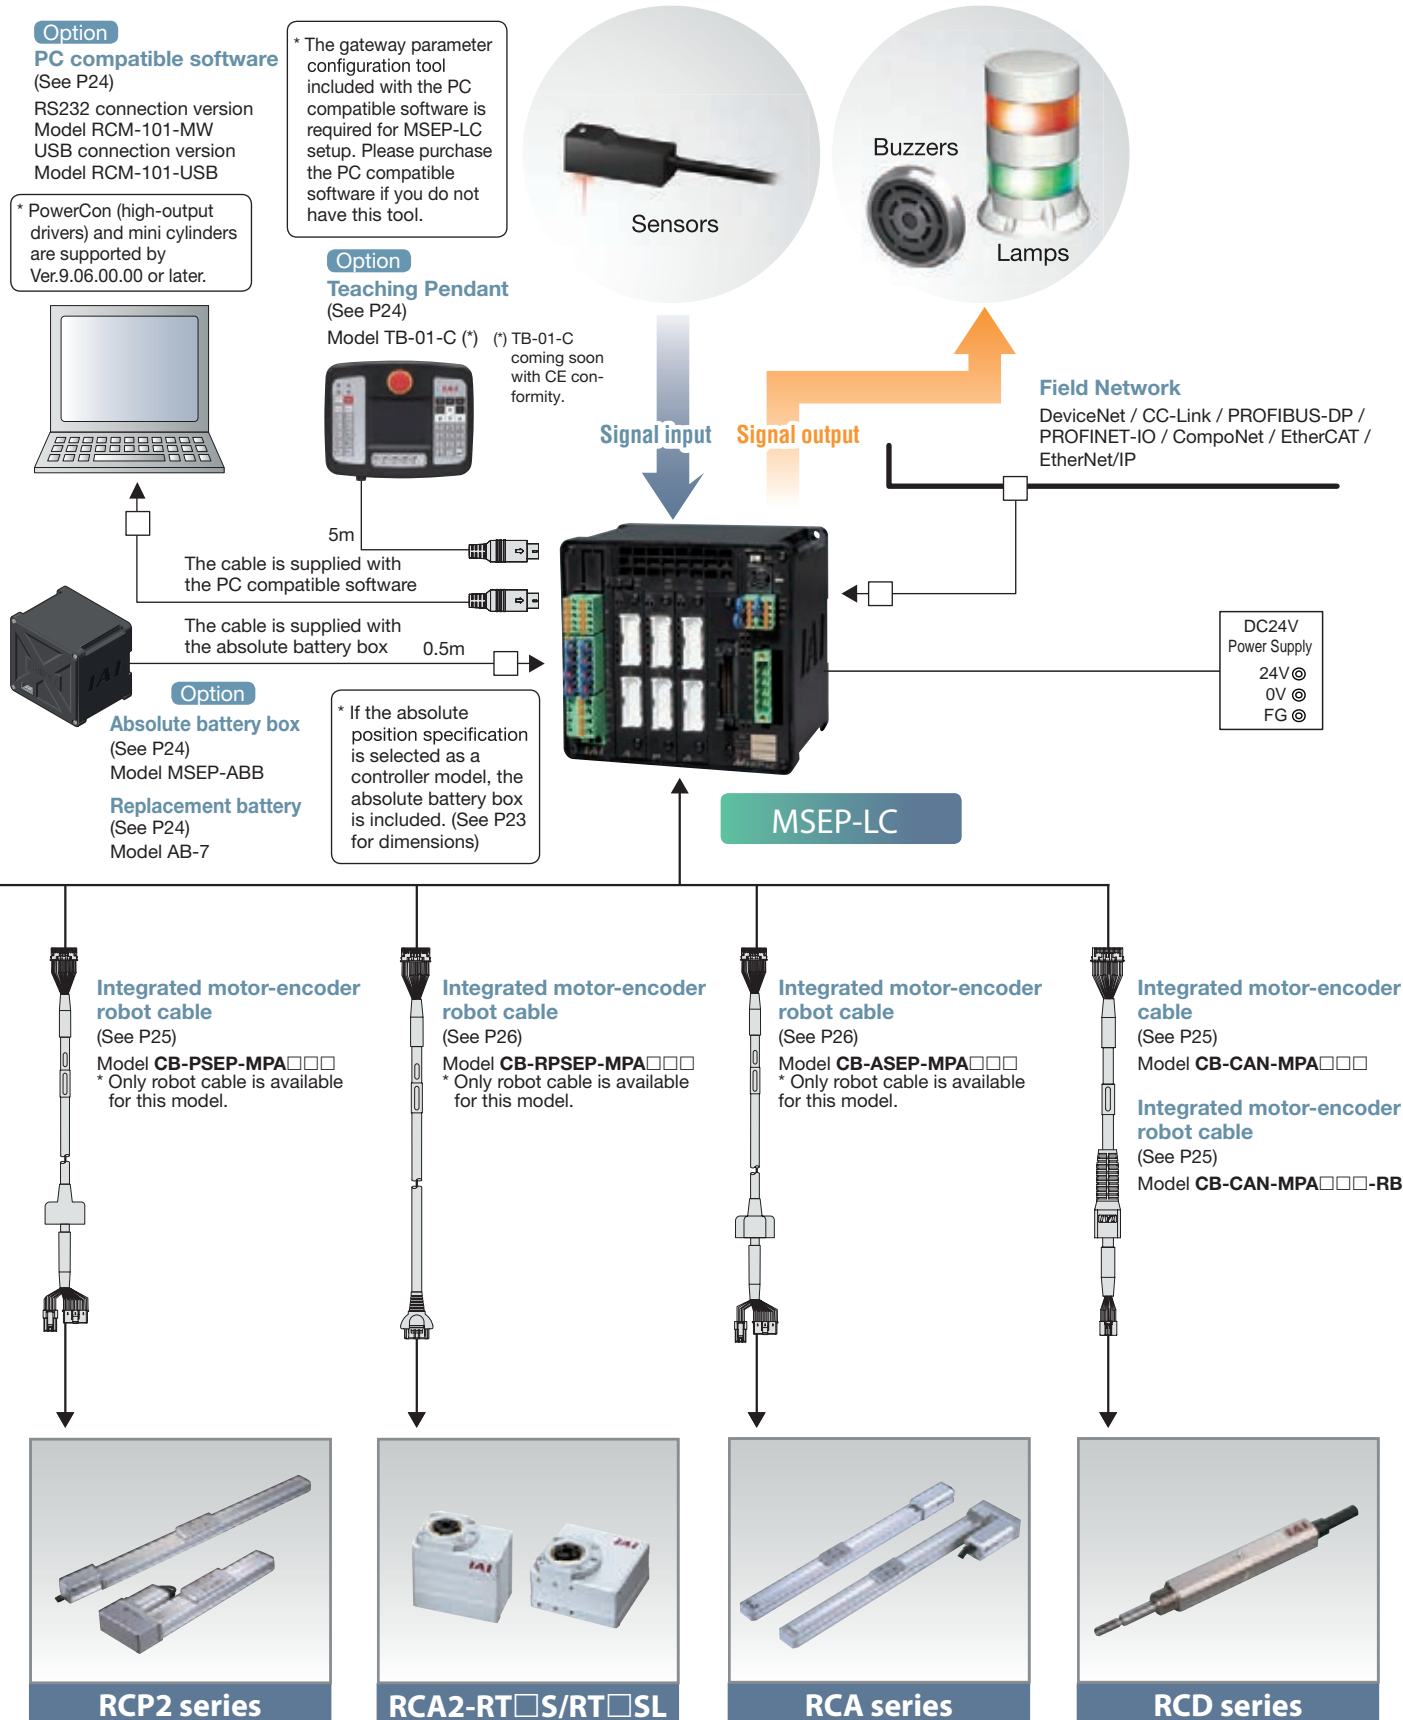 Option
PC compatible software
(See P24)
RS232 connection version
Model RCM-101-MW
USB connection version
Model RCM-101-USB
* PowerCon (high-output
drivers) and mini cylinders
are supported by
Ver.9.06.00.00 or later.
* The gateway parameter
configuration tool
included with the PC
compatible software is
required for MSEP-LC
setup. Please purchase
the PC compatible
software if you do not
have this tool.
Option
Teaching Pendant
(See P24)
Model TB-01-C (*)
(*) TB-01-C
coming soon
with CE con-
formity.
Sensors
Buzzers
Lamps
Signal input
Signal output
Field Network
DeviceNet / CC-Link / PROFIBUS-DP /
PROFINET-IO / CompoNet / EtherCAT /
EtherNet/IP
5m
The cable is supplied with
the PC compatible software
The cable is supplied with
the absolute battery box
0.5m
IAI
IAI
DC24V
Power Supply
24V
0V
FG
Option
Absolute battery box
(See P24)
Model MSEP-ABB
Replacement battery
(See P24)
Model AB-7
* If the absolute
position specification
is selected as a
controller model, the
absolute battery box
is included. (See P23
for dimensions)
MSEP-LC
Integrated motor-encoder
robot cable
(See P25)
Model CB-PSEP-MPA□□□
* Only robot cable is available
for this model.
Integrated motor-encoder
robot cable
(See P26)
Model CB-RPSEP-MPA□□□
* Only robot cable is available
for this model.
Integrated motor-encoder
robot cable
(See P26)
Model CB-ASEP-MPA□□□
* Only robot cable is available
for this model.
Integrated motor-encoder
cable
(See P25)
Model CB-CAN-MPA□□□
Integrated motor-encoder
robot cable
(See P25)
Model CB-CAN-MPA□□□-RB
IAI
IAI
IAI
RCP2 series
RCA2-RT□S/RT□SL
RCA series
RCD series